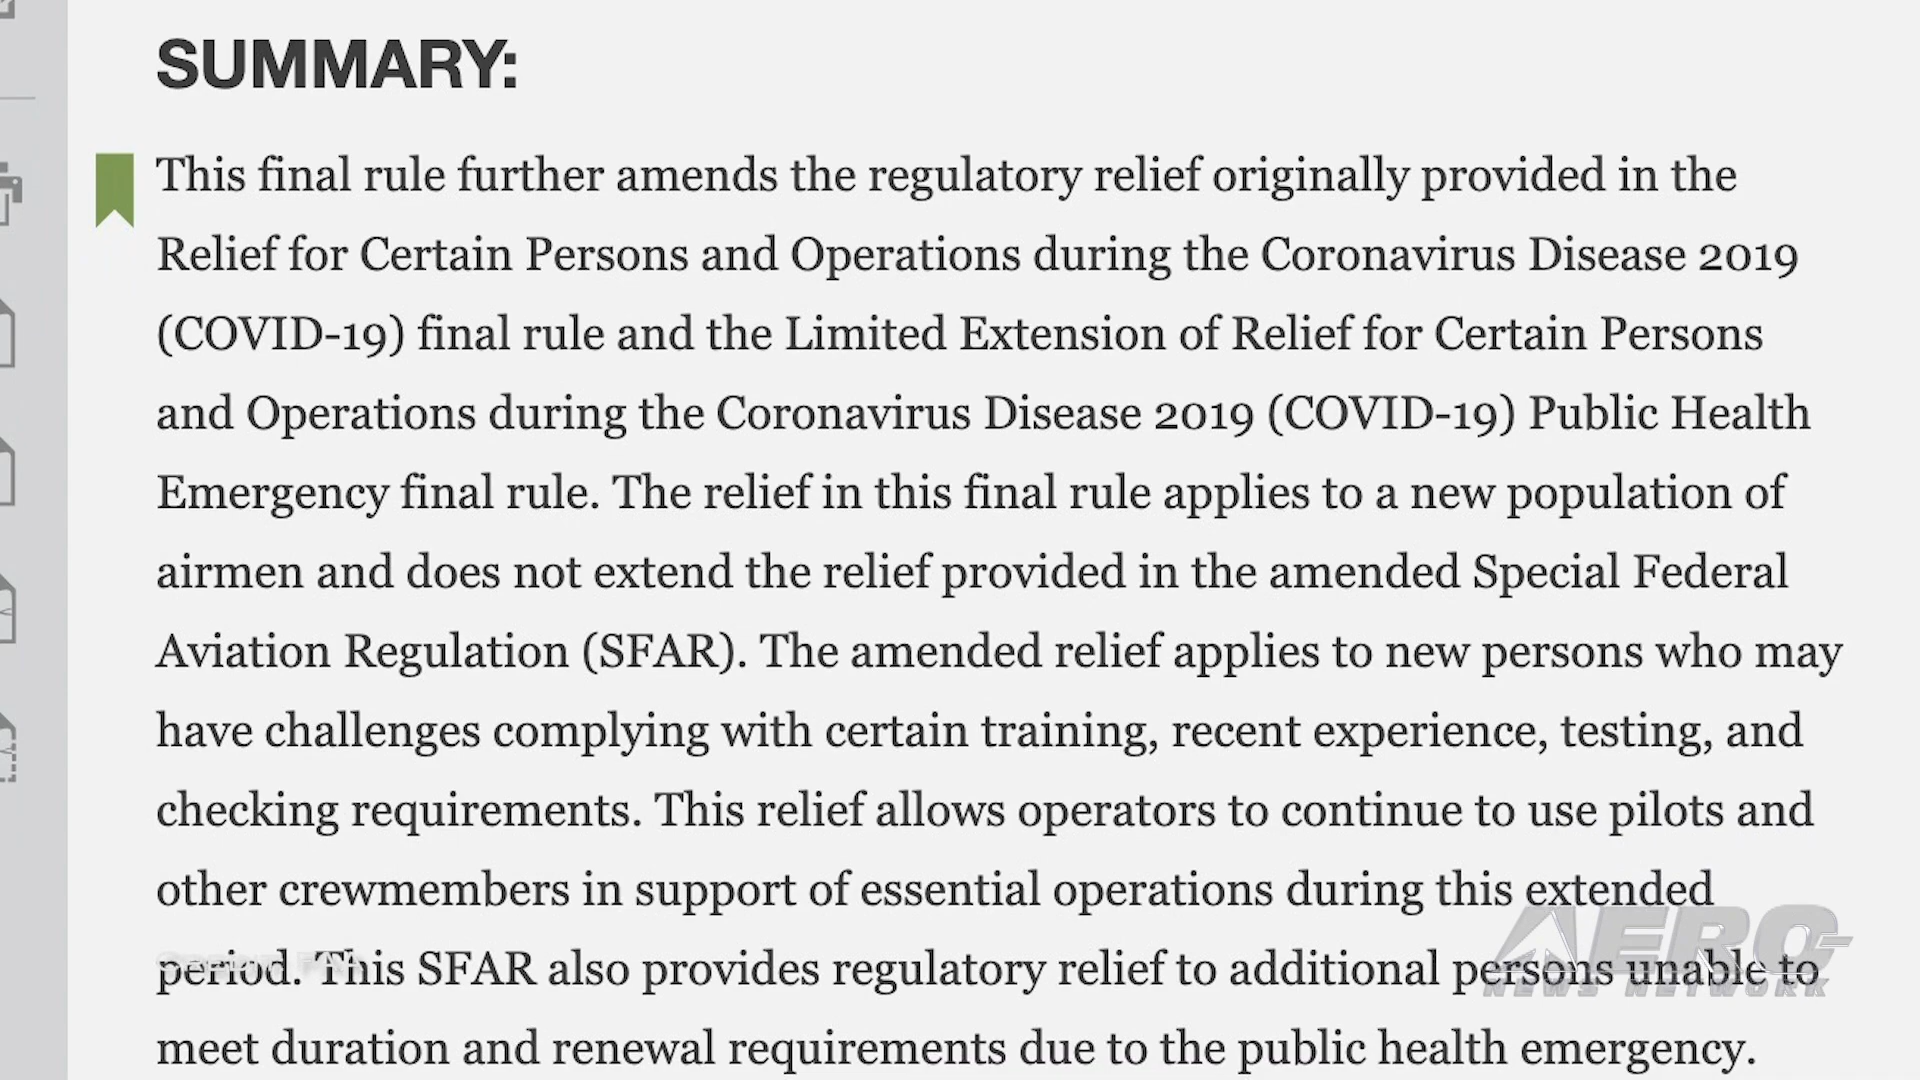 SUMMARY:
This final rule further amends the regulatory relief originally provided in the
Relief for Certain Persons and Operations during the Coronavirus Disease 2019
(COVID-19) final rule and the Limited Extension of Relief for Certain Persons
and Operations during the Coronavirus Disease 2019 (COVID-19) Public Health
Emergency final rule. The relief in this final rule applies to a new population of
airmen and does not extend the relief provided in the amended Special Federal
Aviation Regulation (SFAR). The amended relief applies to new persons who may
have challenges complying with certain training, recent experience, testing, and
checking requirements. This relief allows operators to continue to use pilots and
other crewmembers in support of essential operations during this extended
period. This SFAR also provides regulatory relief to additional persons unable to
meet duration and renewal requirements due to the public health emergency.
AERO-
NEWS NETWORK